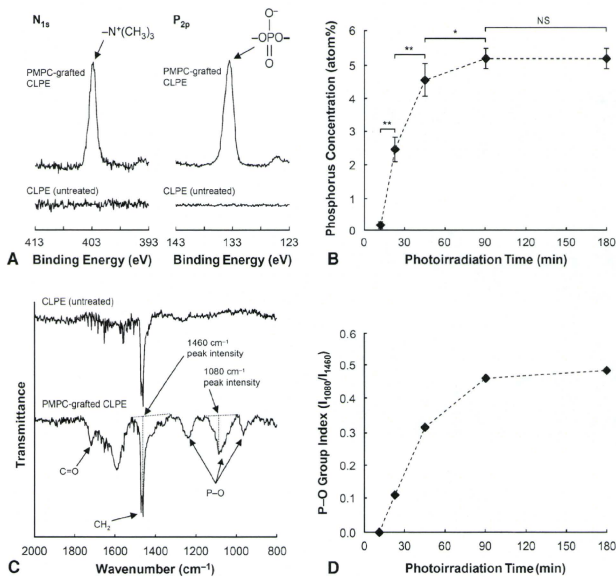 N1s
–N⁺(CH3)3
PMPC-grafted
CLPE
CLPE (untreated)
413 403 393
Binding Energy (eV)
A
P2p
O⁻
–O–P–O–
O
PMPC-grafted
CLPE
CLPE (untreated)
143 133 123
Binding Energy (eV)
Phosphorus Concentration (atom%)
6
5
4
3
2
1
0
**
**
*
NS
0 30 60 90 120 150 180
Photoirradiation Time (min)
B
Transmittance
CLPE (untreated)
1460 cm⁻¹
peak intensity
1080 cm⁻¹
peak intensity
PMPC-grafted CLPE
C=O
CH2
P–O
2000 1800 1600 1400 1200 1000 800
Wavenumber (cm⁻¹)
C
P–O Group Index (I1080/I1460)
0.6
0.5
0.4
0.3
0.2
0.1
0.0
0 30 60 90 120 150 180
Photoirradiation Time (min)
D